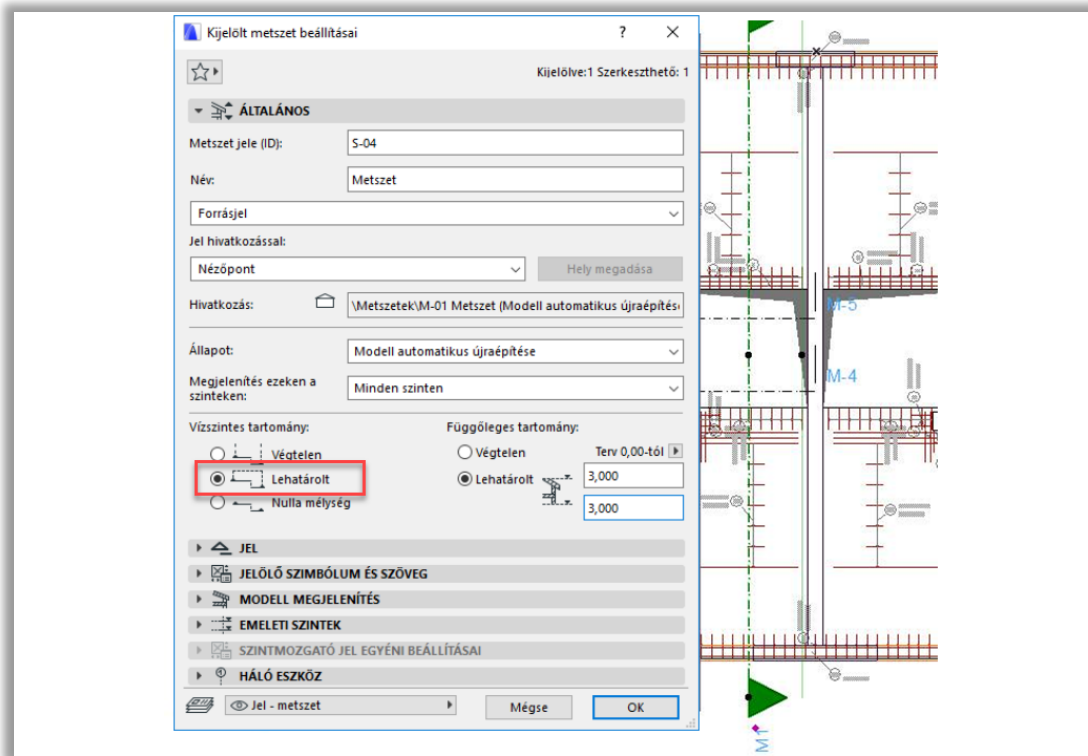 Kijelölt metszet beállításai
?
Kijelölve:1 Szerkeszthető: 1
ÁLTALÁNOS
Metszet jele (ID):
S-04
Név:
Metszet
Forrásjel
Jel hivatkozással:
Nézőpont
Hely megadása
Hivatkozás:
\Metszetek\M-01 Metszet (Modell automatikus újraépítés
Állapot:
Modell automatikus újraépítése
Megjelenítés ezeken a
szinteken:
Minden szinten
Vízszintes tartomány:
Végtelen
Lehatárolt
Nulla mélység
Függőleges tartomány:
Végtelen
Terv 0,00-tól
Lehatárolt
3,000
3,000
JEL
JELÖLŐ SZIMBÓLUM ÉS SZÖVEG
MODELL MEGJELENÍTÉS
EMELETI SZINTEK
SZINTMOZGATÓ JEL EGYÉNI BEÁLLÍTÁSAI
HÁLÓ ESZKÖZ
Jel - metszet
Mégse
OK
M-5
M-4
M1